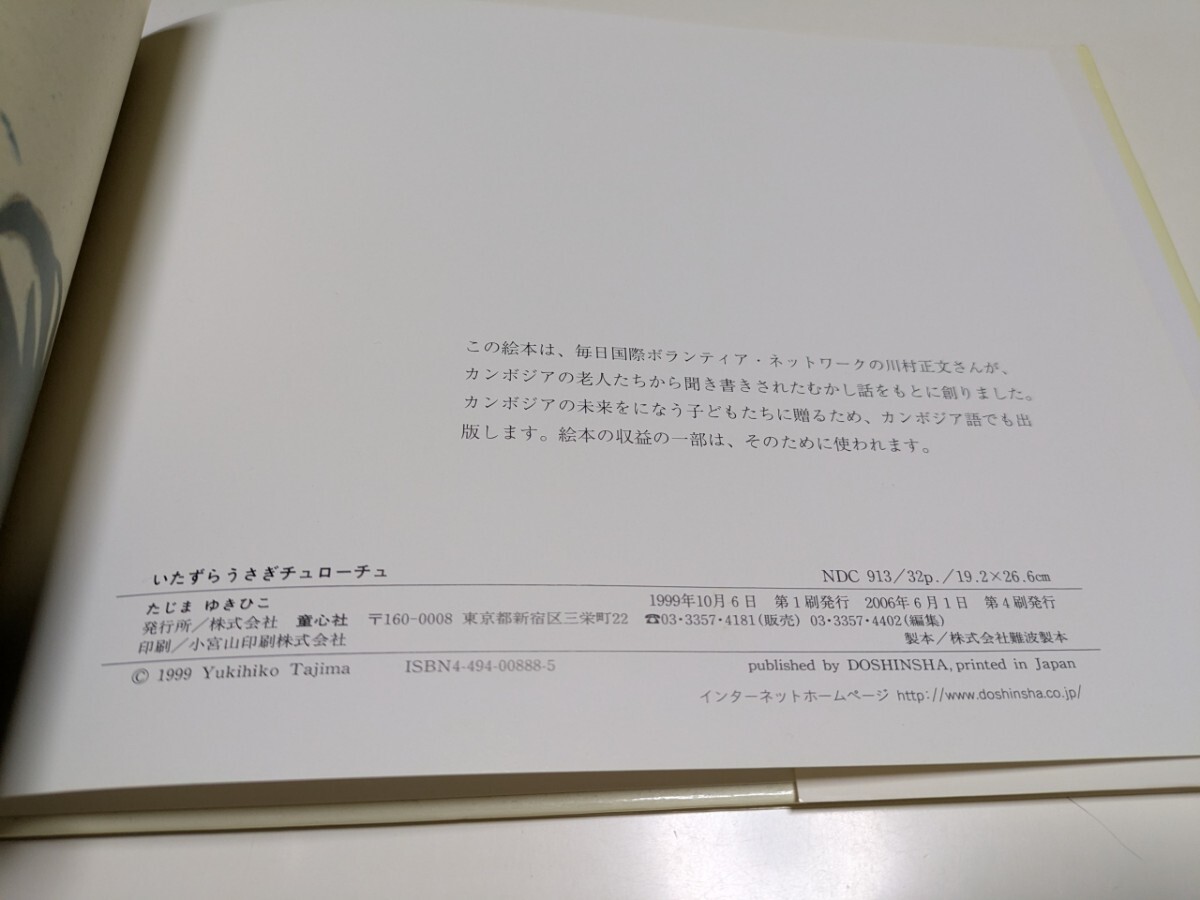 この絵本は、毎日国際ボランティア・ネットワークの川村正文さんが、
カンボジアの老人たちから聞き書きされたむかし話をもとに創りました。
カンボジアの未来をになう子どもたちに贈るため、カンボジア語でも出
版します。絵本の収益の一部は、そのために使われます。
いたずらうさぎチュローチュ
NDC 913/32p./19.2×26.6cm
たじま ゆきひこ
1999年10月6日 第1刷発行 2006年6月1日 第4刷発行
発行所/株式会社 童心社 〒160-0008 東京都新宿区三栄町22 ☎03・3357・4181(販売) 03・3357・4402(編集)
印刷/小宮山印刷株式会社
製本/株式会社難波製本
© 1999 Yukihiko Tajima ISBN4-494-00888-5
published by DOSHINSHA, printed in Japan
インターネットホームページ http://www.doshinsha.co.jp/